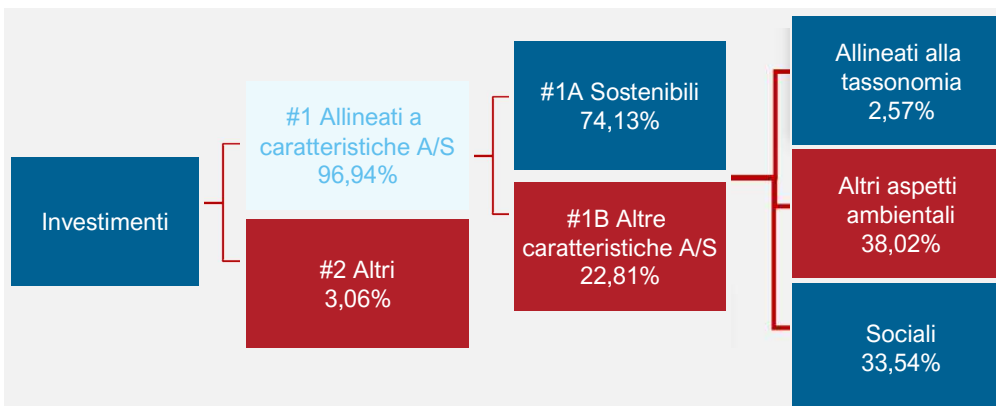 Investimenti
#1 Allineati a
caratteristiche A/S
96,94%
#2 Altri
3,06%
#1A Sostenibili
74,13%
#1B Altre
caratteristiche A/S
22,81%
Allineati alla
tassonomia
2,57%
Altri aspetti
ambientali
38,02%
Sociali
33,54%